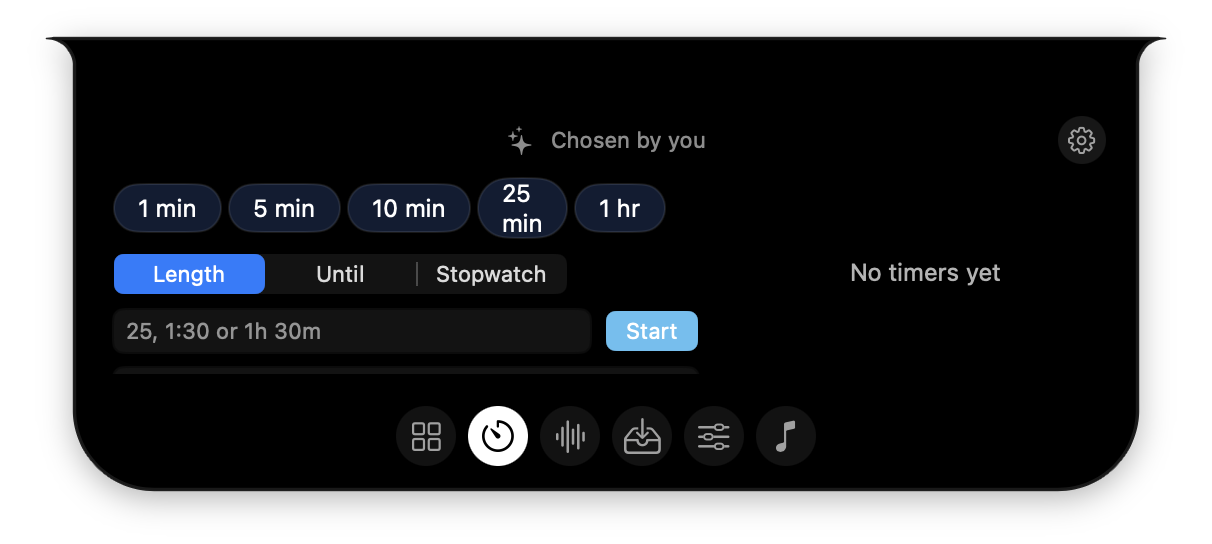 Chosen by you
1 min
5 min
10 min
25
min
1 hr
Length
Until
Stopwatch
No timers yet
25, 1:30 or 1h 30m
Start